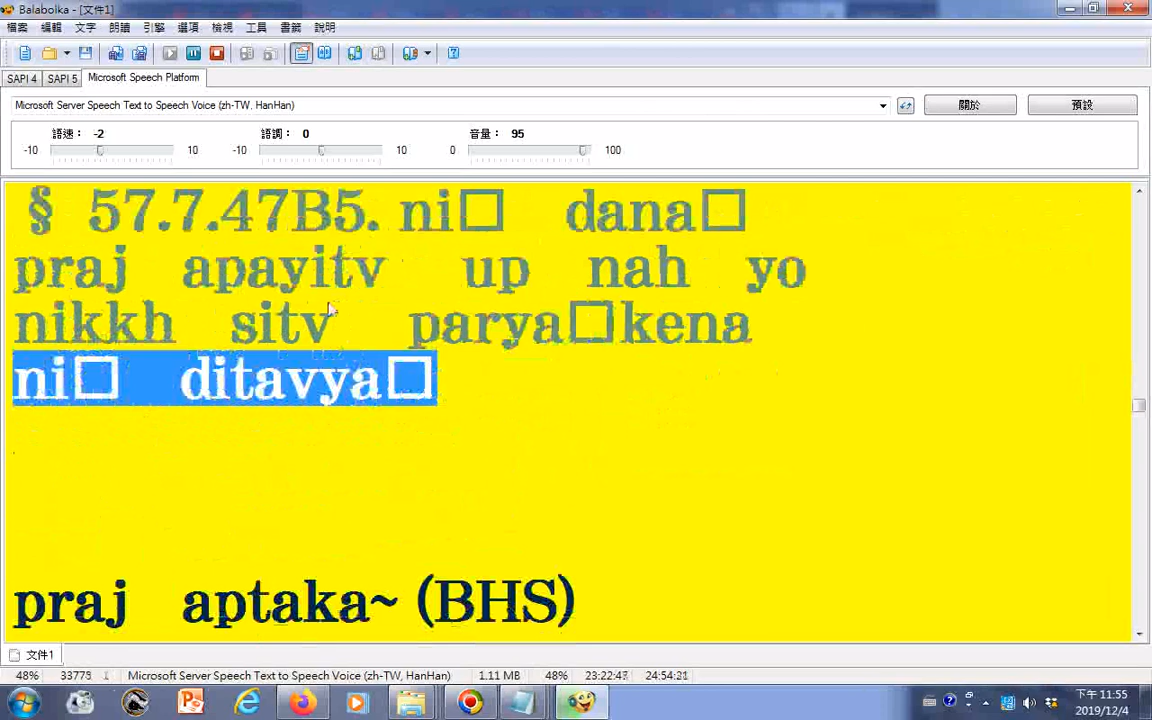 Balabolka - [文件1]
檔案 編輯 文字 朗讀 引擎 選項 檢視 工具 書籤 說明
SAPI 4 SAPI 5 Microsoft Speech Platform
Microsoft Server Speech Text to Speech Voice (zh-TW, HanHan) 關於 預設
語速： -2 語調： 0 音量： 95
-10 10 -10 10 0 100
§ 57.7.47B5. ni□ dana□
praj apayitv up nah yo
nikkh sitv parya□kena
ni□ ditavya□
praj aptaka~ (BHS)
文件1
48% 33775 Microsoft Server Speech Text to Speech Voice (zh-TW, HanHan) 1.11 MB 48% 23:22:47 24:54:21
下午 11:55
2019/12/4